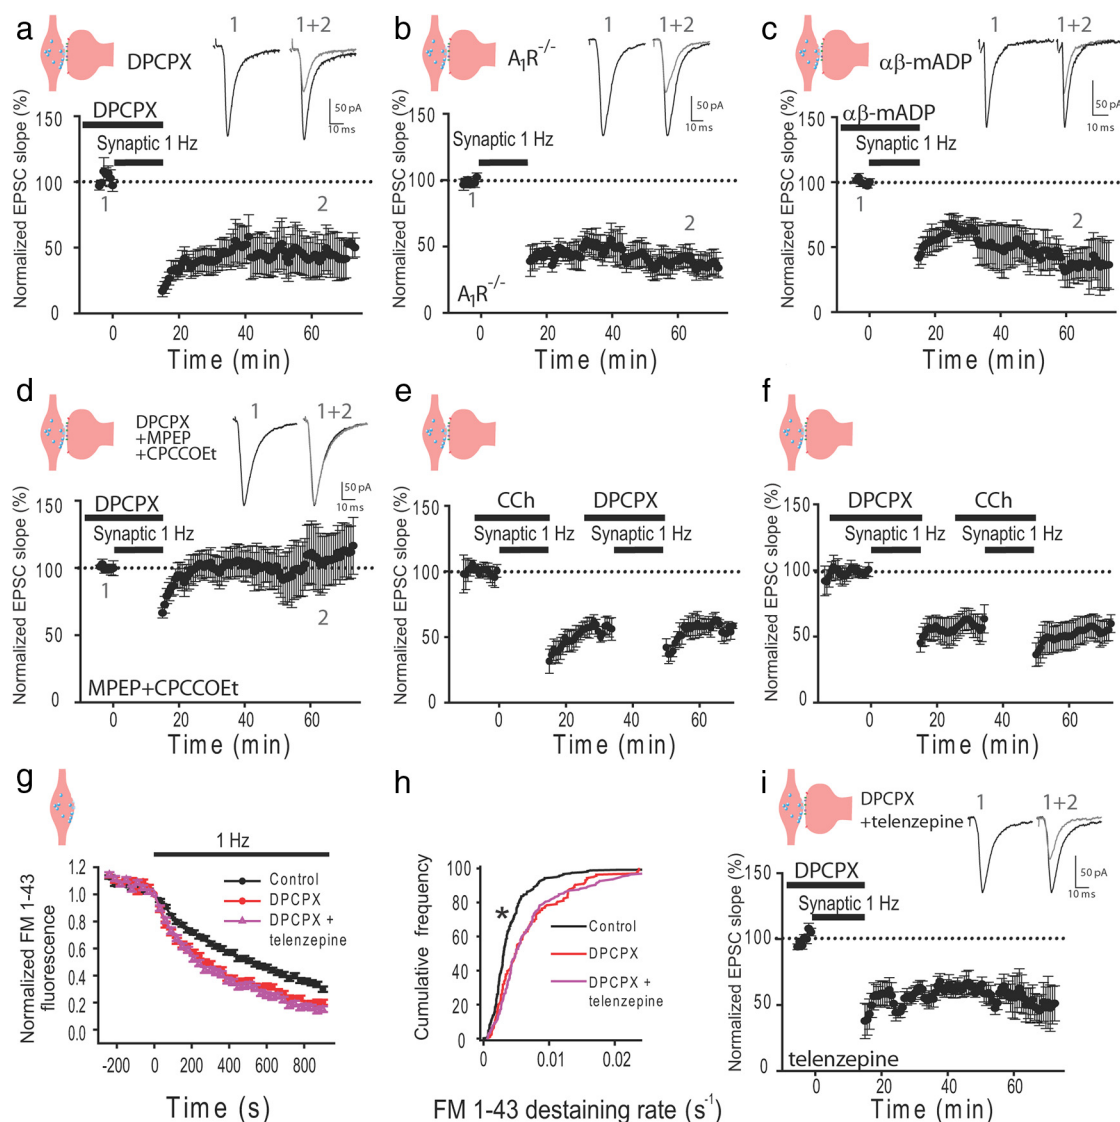 a
DPCPX
1
1+2
50 pA
10 ms
Normalized EPSC slope (%)
150
100
50
0
DPCPX
Synaptic 1 Hz
1
2
0
20
40
60
Time (min)
b
A1R-/-
1
1+2
50 pA
10 ms
Normalized EPSC slope (%)
150
100
50
0
Synaptic 1 Hz
1
2
A1R-/-
0
20
40
60
Time (min)
c
αβ-mADP
1
1+2
50 pA
10 ms
Normalized EPSC slope (%)
150
100
50
0
αβ-mADP
Synaptic 1 Hz
1
2
0
20
40
60
Time (min)
d
DPCPX
+MPEP
+CPCCOEt
1
1+2
50 pA
10 ms
Normalized EPSC slope (%)
150
100
50
0
DPCPX
Synaptic 1 Hz
1
2
MPEP+CPCCOEt
0
20
40
60
Time (min)
e
Normalized EPSC slope (%)
150
100
50
0
CCh
DPCPX
Synaptic 1 Hz
Synaptic 1 Hz
0
20
40
60
Time (min)
f
Normalized EPSC slope (%)
150
100
50
0
DPCPX
CCh
Synaptic 1 Hz
Synaptic 1 Hz
0
20
40
60
Time (min)
g
Normalized FM 1-43
fluorescence
1.2
1.0
0.8
0.6
0.4
0.2
0.0
1 Hz
Control
DPCPX
DPCPX +
telenzepine
-200
0
200
400
600
800
Time (s)
h
Cumulative frequency
100
80
60
40
20
0
*
Control
DPCPX
DPCPX +
telenzepine
0
0.01
0.02
FM 1-43 destaining rate (s-1)
i
DPCPX
+telenzepine
1
1+2
50 pA
10 ms
Normalized EPSC slope (%)
150
100
50
0
DPCPX
Synaptic 1 Hz
telenzepine
0
20
40
60
Time (min)